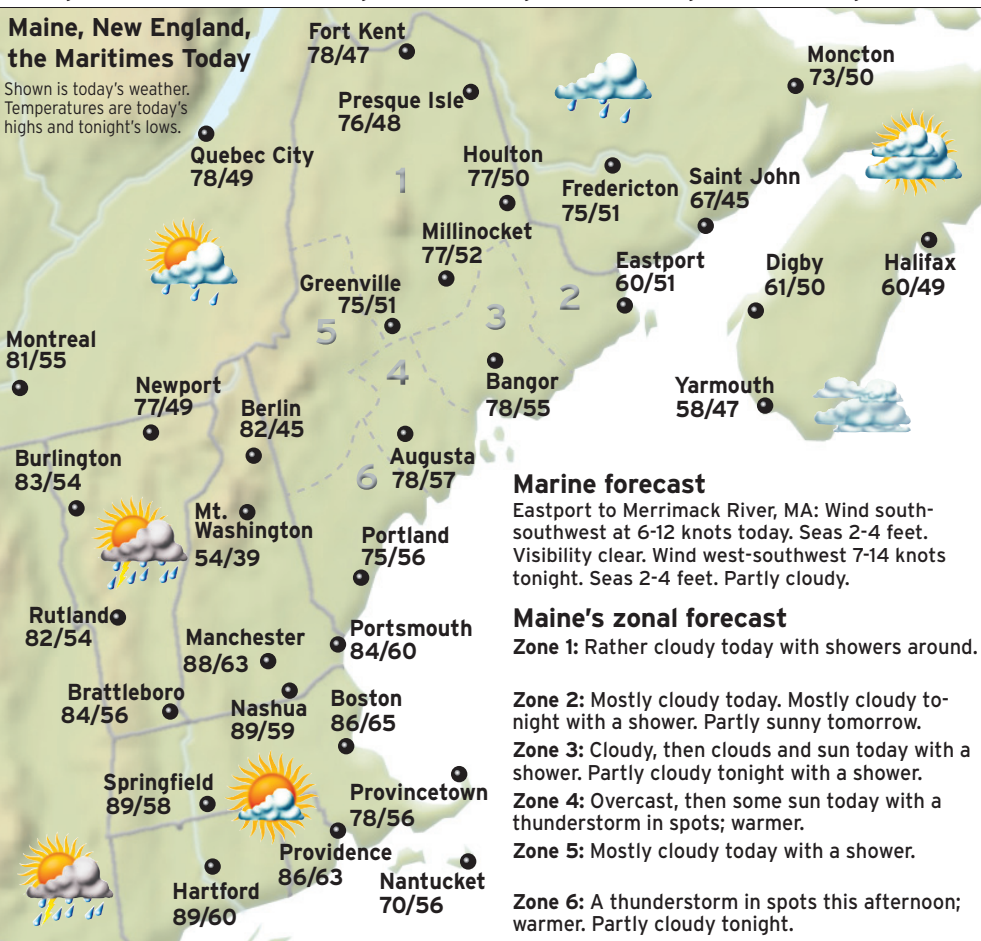 Maine, New England,
the Maritimes Today
Shown is today's weather.
Temperatures are today's
highs and tonight's lows.
Fort Kent
78/47
Presque Isle
76/48
Moncton
73/50
Quebec City
78/49
1
Houlton
77/50
Fredericton
75/51
Saint John
67/45
Millinocket
77/52
Greenville
75/51
Eastport
60/51
Digby
61/50
Halifax
60/49
2
3
5
4
Montreal
81/55
Newport
77/49
Berlin
82/45
Bangor
78/55
Yarmouth
58/47
Burlington
83/54
6
Augusta
78/57
Mt.
Washington
54/39
Portland
75/56
Rutland
82/54
Manchester
88/63
Portsmouth
84/60
Brattleboro
84/56
Nashua
89/59
Boston
86/65
Springfield
89/58
Provincetown
78/56
Providence
86/63
Hartford
89/60
Nantucket
70/56
Marine forecast
Eastport to Merrimack River, MA: Wind south-
southwest at 6-12 knots today. Seas 2-4 feet.
Visibility clear. Wind west-southwest 7-14 knots
tonight. Seas 2-4 feet. Partly cloudy.
Maine's zonal forecast
Zone 1: Rather cloudy today with showers around.
Zone 2: Mostly cloudy today. Mostly cloudy to-
night with a shower. Partly sunny tomorrow.
Zone 3: Cloudy, then clouds and sun today with a
shower. Partly cloudy tonight with a shower.
Zone 4: Overcast, then some sun today with a
thunderstorm in spots; warmer.
Zone 5: Mostly cloudy today with a shower.
Zone 6: A thunderstorm in spots this afternoon;
warmer. Partly cloudy tonight.